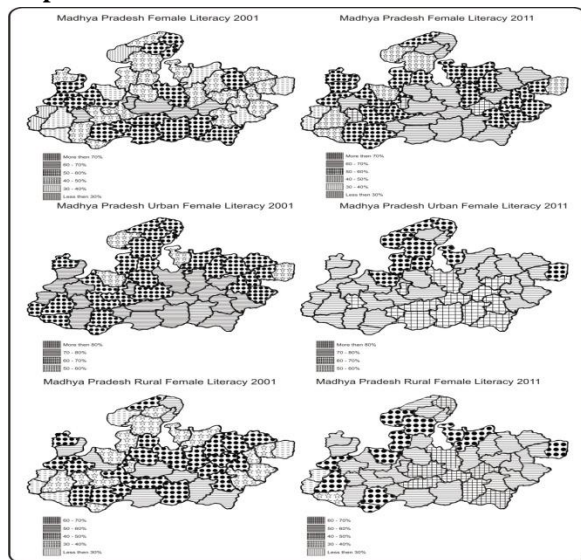 Madhya Pradesh Female Literacy 2001
Madhya Pradesh Female Literacy 2011
More than 70%
60 - 70%
50 - 60%
40 - 50%
30 - 40%
Less than 30%
More than 70%
60 - 70%
50 - 60%
40 - 50%
30 - 40%
Less than 30%
Madhya Pradesh Urban Female Literacy 2001
Madhya Pradesh Urban Female Literacy 2011
More than 80%
70 - 80%
60 - 70%
50 - 60%
More than 80%
70 - 80%
60 - 70%
50 - 60%
Madhya Pradesh Rural Female Literacy 2001
Madhya Pradesh Rural Female Literacy 2011
60 - 70%
50 - 60%
40 - 50%
30 - 40%
Less than 30%
60 - 70%
50 - 60%
40 - 50%
30 - 40%
Less than 30%